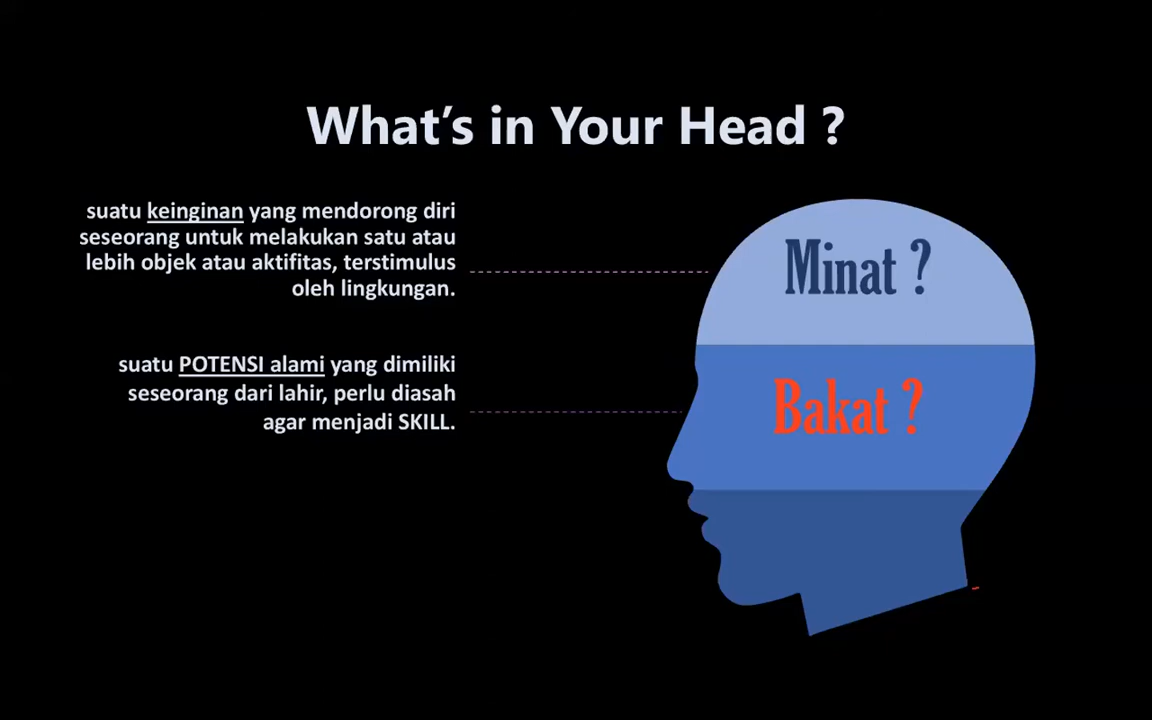 What's in Your Head ?
suatu keinginan yang mendorong diri
seseorang untuk melakukan satu atau
lebih objek atau aktifitas, terstimulus
oleh lingkungan.
Minat ?
suatu POTENSI alami yang dimiliki
seseorang dari lahir, perlu diasah
agar menjadi SKILL.
Bakat ?